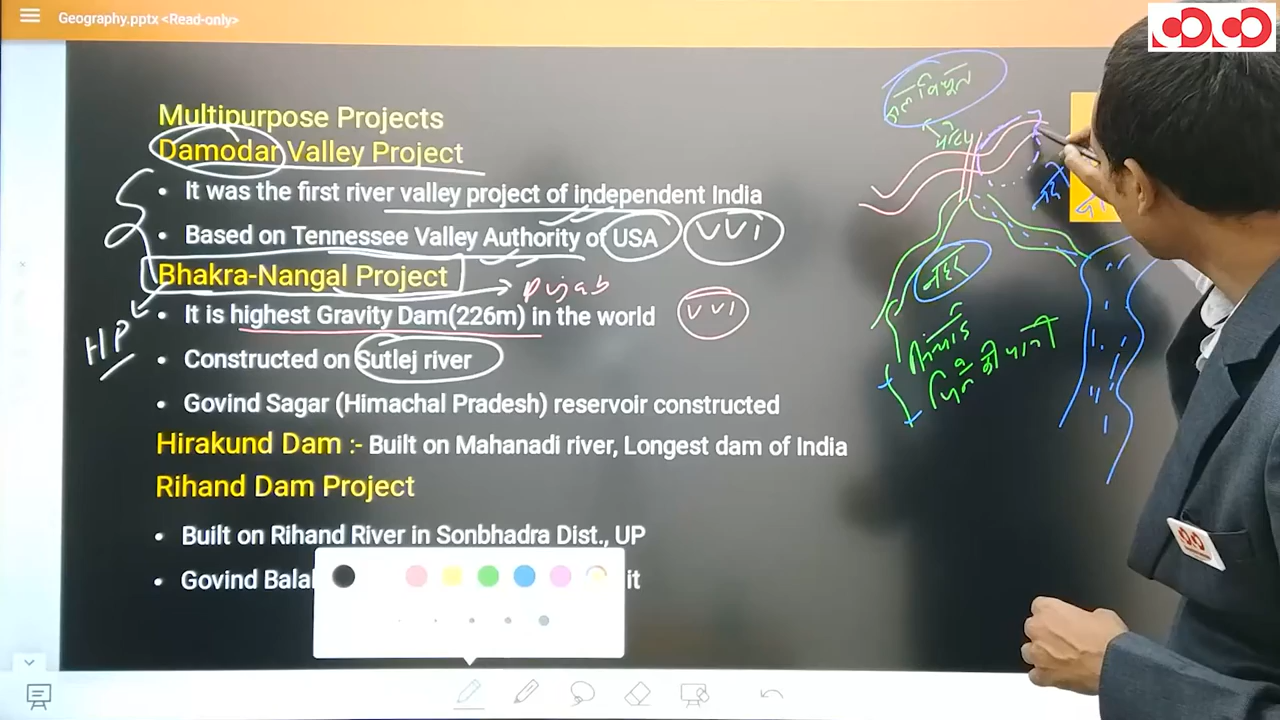 Geography.pptx <Read-only>
Multipurpose Projects
Damodar Valley Project
• It was the first river valley project of independent India
• Based on Tennessee Valley Authority of USA VVI
Bhakra-Nangal Project
Pujab
• It is highest Gravity Dam(226m) in the world VVI
HP
• Constructed on Sutlej river
• Govind Sagar (Himachal Pradesh) reservoir constructed
Hirakund Dam :- Built on Mahanadi river, Longest dam of India
Rihand Dam Project
• Built on Rihand River in Sonbhadra Dist., UP
• Govind it
जल विद्युत
नहर